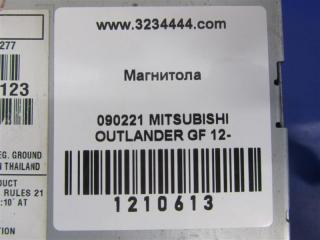 www.3234444.com
277
Магнитола
123
090221 MITSUBISHI
OUTLANDER GF 12-
EG. GROUND
THAILAND
DUCT
RULES 21
:10' AT
1210613
ATION